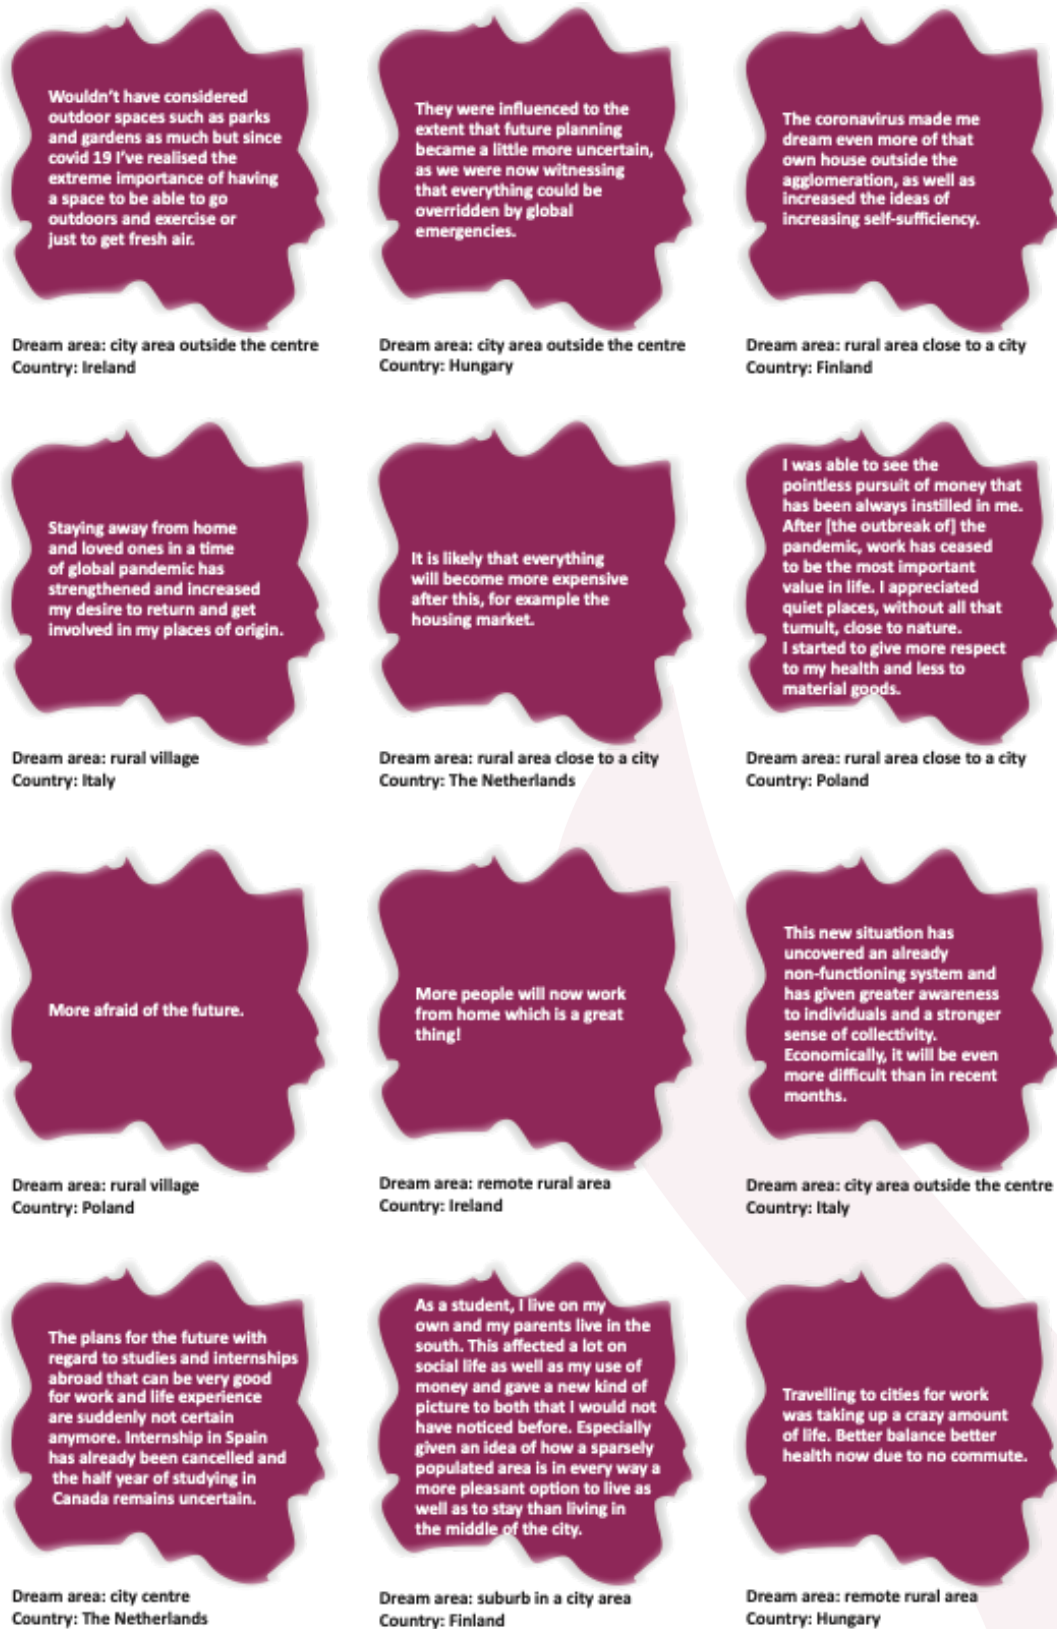 Wouldn't have considered
outdoor spaces such as parks
and gardens as much but since
covid 19 I've realised the
extreme importance of having
a space to be able to go
outdoors and exercise or
just to get fresh air.
Dream area: city area outside the centre
Country: Ireland
They were influenced to the
extent that future planning
became a little more uncertain,
as we were now witnessing
that everything could be
overridden by global
emergencies.
Dream area: city area outside the centre
Country: Hungary
The coronavirus made me
dream even more of that
own house outside the
agglomeration, as well as
increased the ideas of
increasing self-sufficiency.
Dream area: rural area close to a city
Country: Finland
Staying away from home
and loved ones in a time
of global pandemic has
strengthened and increased
my desire to return and get
involved in my places of origin.
Dream area: rural village
Country: Italy
It is likely that everything
will become more expensive
after this, for example the
housing market.
Dream area: rural area close to a city
Country: The Netherlands
I was able to see the
pointless pursuit of money that
has been always instilled in me.
After [the outbreak of] the
pandemic, work has ceased
to be the most important
value in life. I appreciated
quiet places, without all that
tumult, close to nature.
I started to give more respect
to my health and less to
material goods.
Dream area: rural area close to a city
Country: Poland
More afraid of the future.
Dream area: rural village
Country: Poland
More people will now work
from home which is a great
thing!
Dream area: remote rural area
Country: Ireland
This new situation has
uncovered an already
non-functioning system and
has given greater awareness
to individuals and a stronger
sense of collectivity.
Economically, it will be even
more difficult than in recent
months.
Dream area: city area outside the centre
Country: Italy
The plans for the future with
regard to studies and internships
abroad that can be very good
for work and life experience
are suddenly not certain
anymore. Internship in Spain
has already been cancelled and
the half year of studying in
Canada remains uncertain.
Dream area: city centre
Country: The Netherlands
As a student, I live on my
own and my parents live in the
south. This affected a lot on
social life as well as my use of
money and gave a new kind of
picture to both that I would not
have noticed before. Especially
given an idea of how a sparsely
populated area is in every way a
more pleasant option to live as
well as to stay than living in
the middle of the city.
Dream area: suburb in a city area
Country: Finland
Travelling to cities for work
was taking up a crazy amount
of life. Better balance better
health now due to no commute.
Dream area: remote rural area
Country: Hungary